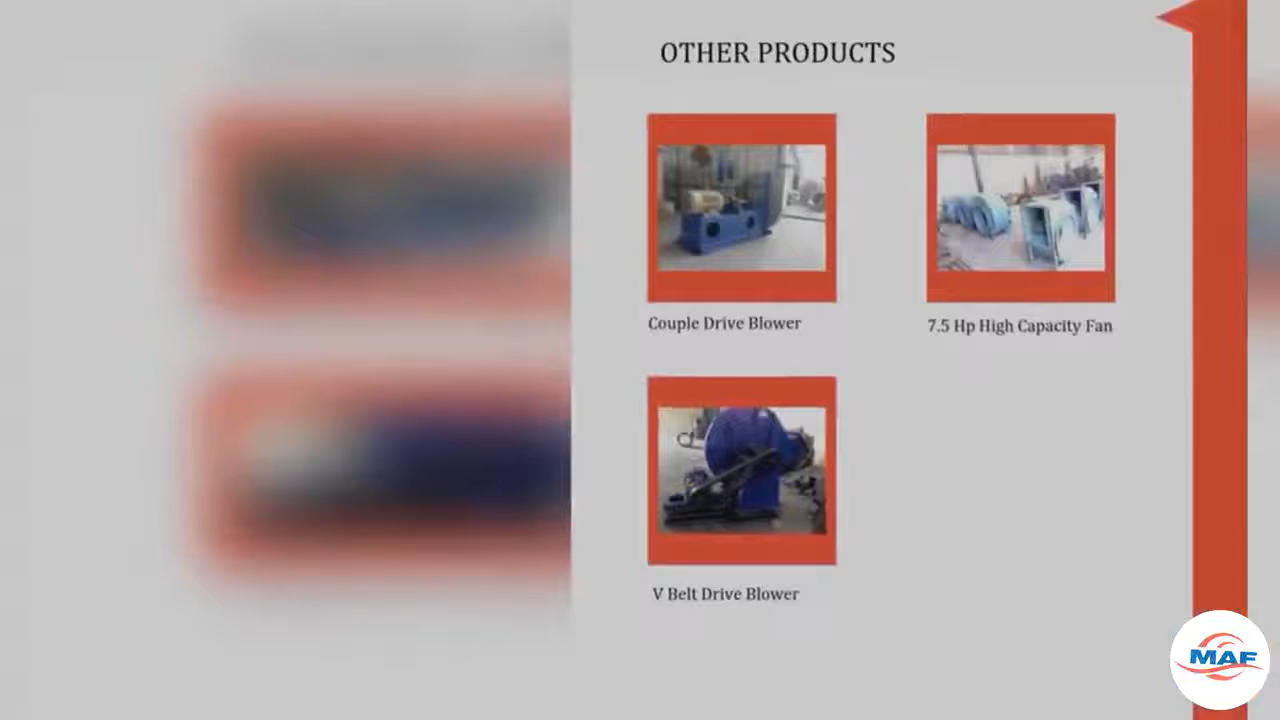 OTHER PRODUCTS
Couple Drive Blower
7.5 Hp High Capacity Fan
V Belt Drive Blower
MAF